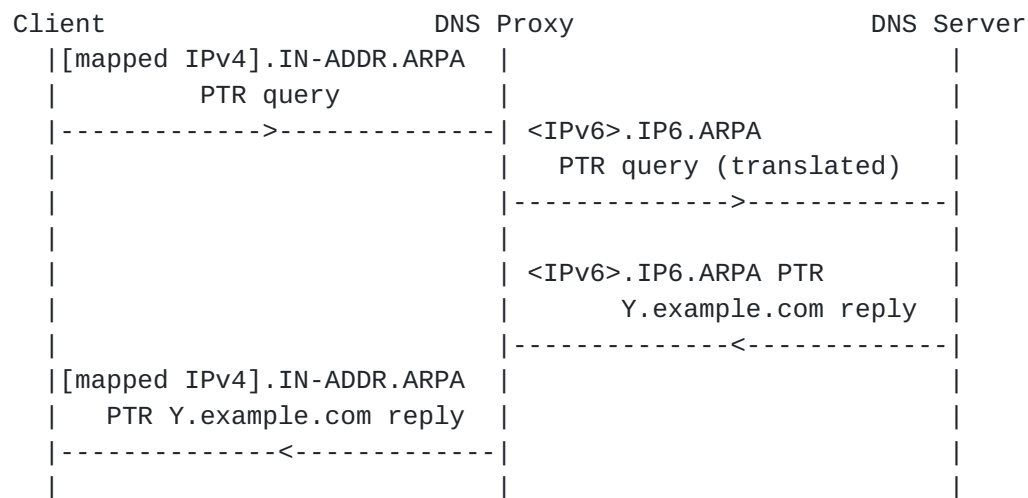 Client                     DNS Proxy                   DNS Server
  |[mapped IPv4].IN-ADDR.ARPA  |                            |
  |         PTR query          |                            |
  |------------->--------------| <IPv6>.IP6.ARPA            |
  |                            |   PTR query (translated)   |
  |                            |-------------->-------------|
  |                            |                            |
  |                            | <IPv6>.IP6.ARPA PTR        |
  |                            |       Y.example.com reply  |
  |                            |--------------<-------------|
  |[mapped IPv4].IN-ADDR.ARPA  |                            |
  |   PTR Y.example.com reply  |                            |
  |--------------<-------------|                            |
  |                            |                            |